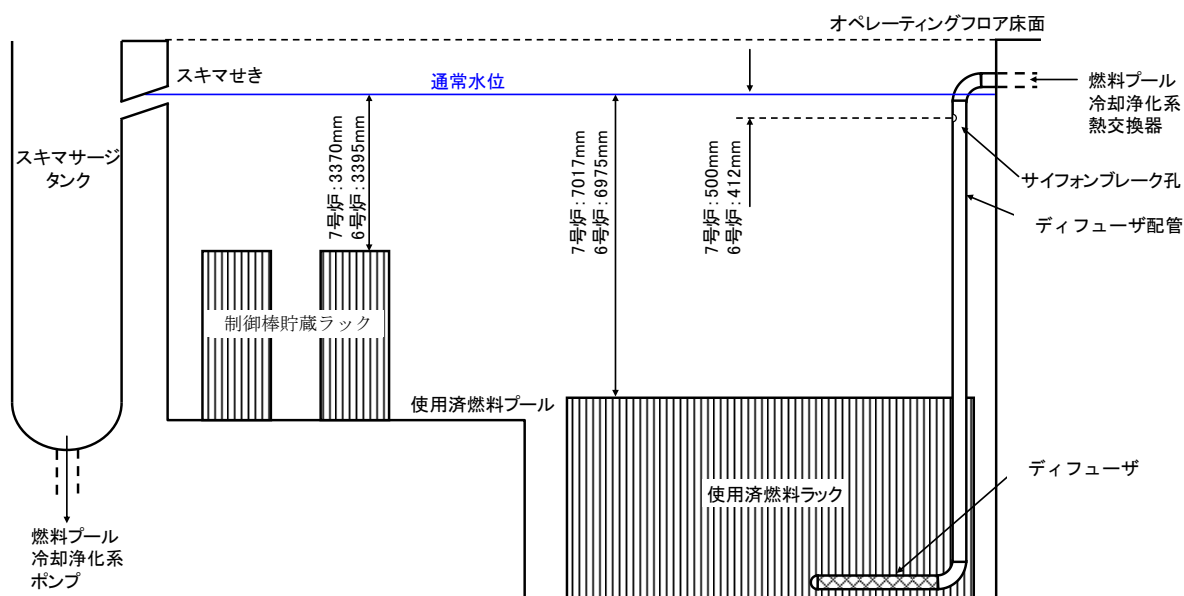 オペレーティングフロア床面
スキマせき
通常水位
燃料プール
冷却浄化系
熱交換器
スキマサージ
タンク
7号炉：3370mm
6号炉：3395mm
7号炉：7017mm
6号炉：6975mm
7号炉：500mm
6号炉：412mm
サイフォンブレーク孔
ディフューザ配管
制御棒貯蔵ラック
使用済燃料プール
ディフューザ
使用済燃料ラック
燃料プール
冷却浄化系
ポンプ